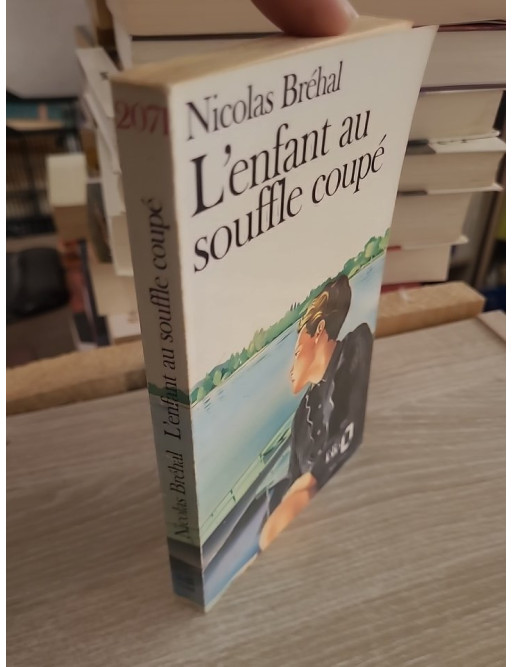 Nicolas Bréhal
L'enfant au
souffle coupé
2071
Nicolas Bréhal L'enfant au souffle coupé